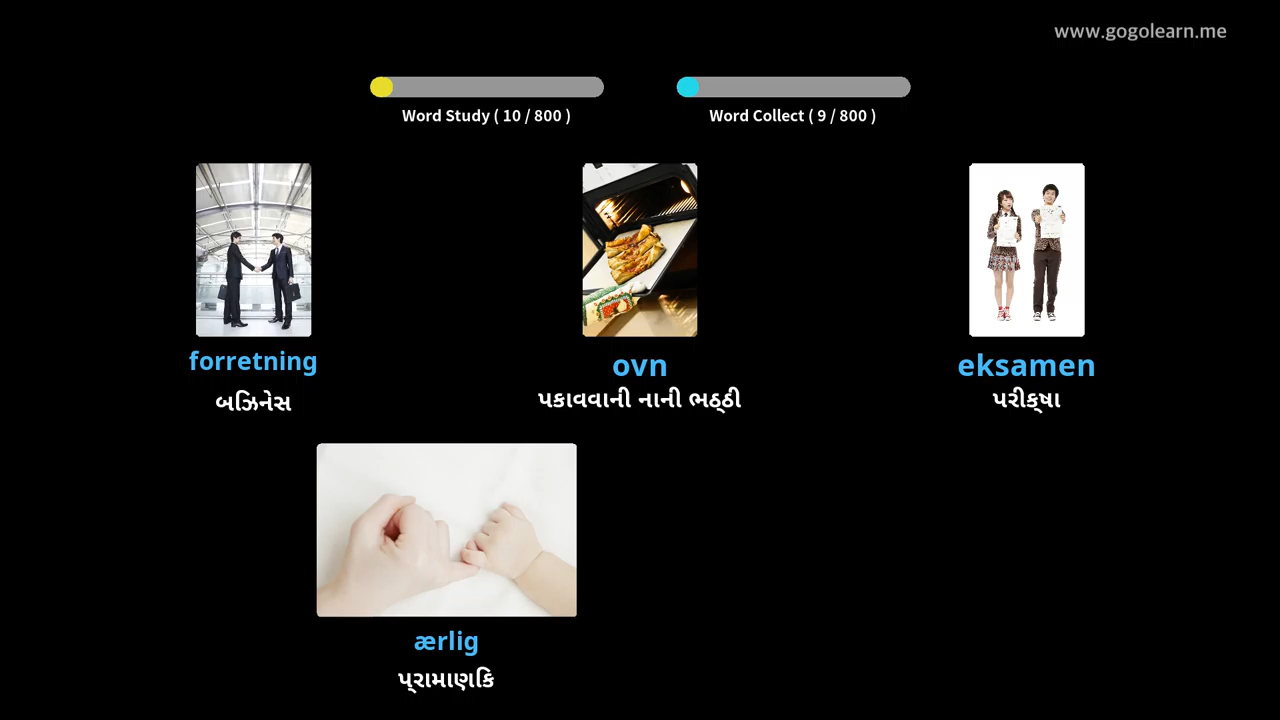 www.gogolearn.me
Word Study ( 10 / 800 )
Word Collect ( 9 / 800 )
forretning
બઝિનેસ
ovn
પકાવવાની નાની ભઠ્ઠી
eksamen
પરીક્ષા
ærlig
પ્રામાણકિ